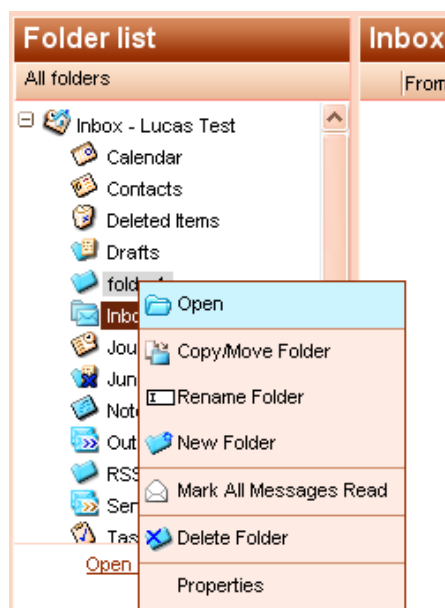 Folder list
Inbox
All folders
From
Inbox - Lucas Test
Calendar
Contacts
Deleted Items
Drafts
Open
Copy/Move Folder
Rename Folder
New Folder
Mark All Messages Read
Delete Folder
Properties
RSS
Open